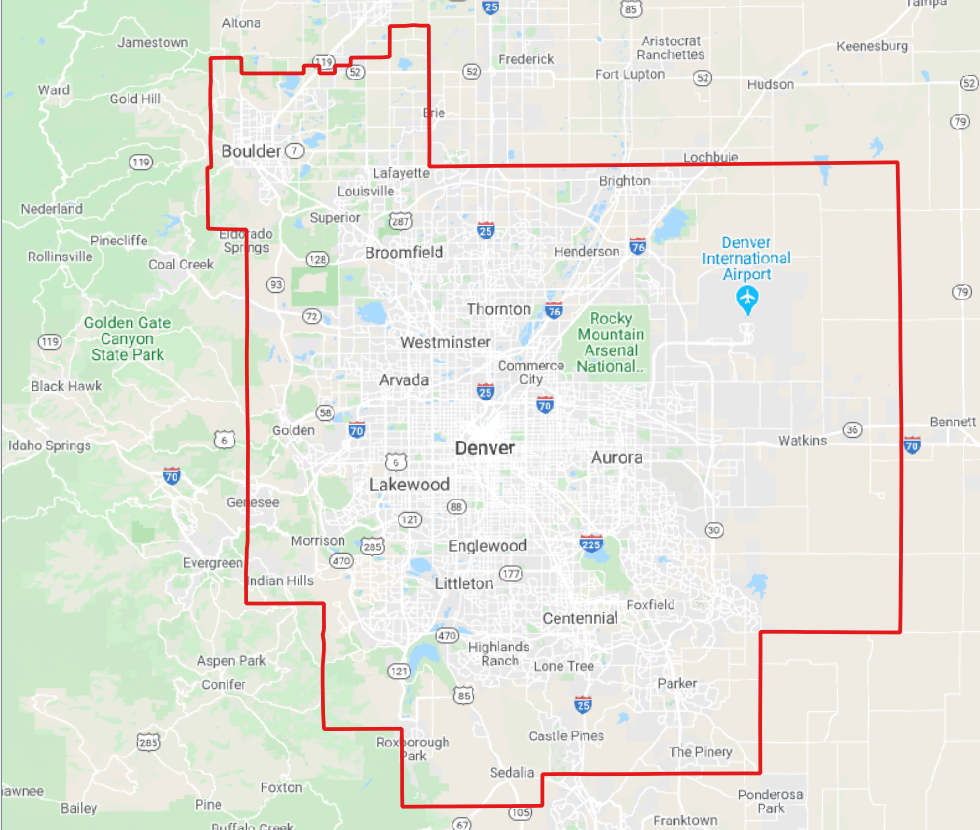 25
85
Tampa
Altona
Jamestown
Aristocrat
Ranchettes
Keenesburg
Frederick
119
52
52
Fort Lupton
52
Hudson
52
Ward
Gold Hill
Erie
79
Boulder
7
119
Lochbuie
Lafayette
Louisville
Brighton
Nederland
Superior
287
25
Eldorado
Springs
Pinecliffe
Rollinsville
Coal Creek
128
Broomfield
Henderson
76
Denver
International
Airport
93
79
72
Thornton
76
Golden Gate
Canyon
State Park
119
Westminster
Rocky
Mountain
Arsenal
National..
Commerce
City
Black Hawk
Arvada
25
70
58
Golden
70
6
Idaho Springs
Denver
Watkins
36
Bennett
70
6
Aurora
70
Lakewood
Genesee
88
121
30
Morrison
285
470
Englewood
225
Evergreen
Indian Hills
177
Littleton
Foxfield
Centennial
470
Highlands
Ranch
Lone Tree
Aspen Park
Conifer
121
85
Parker
25
285
Castle Pines
Roxborough
Park
The Pinery
Sedalia
Foxton
Ponderosa
Park
awnee
Bailey
Pine
105
67
Franktown
Buffalo Creek